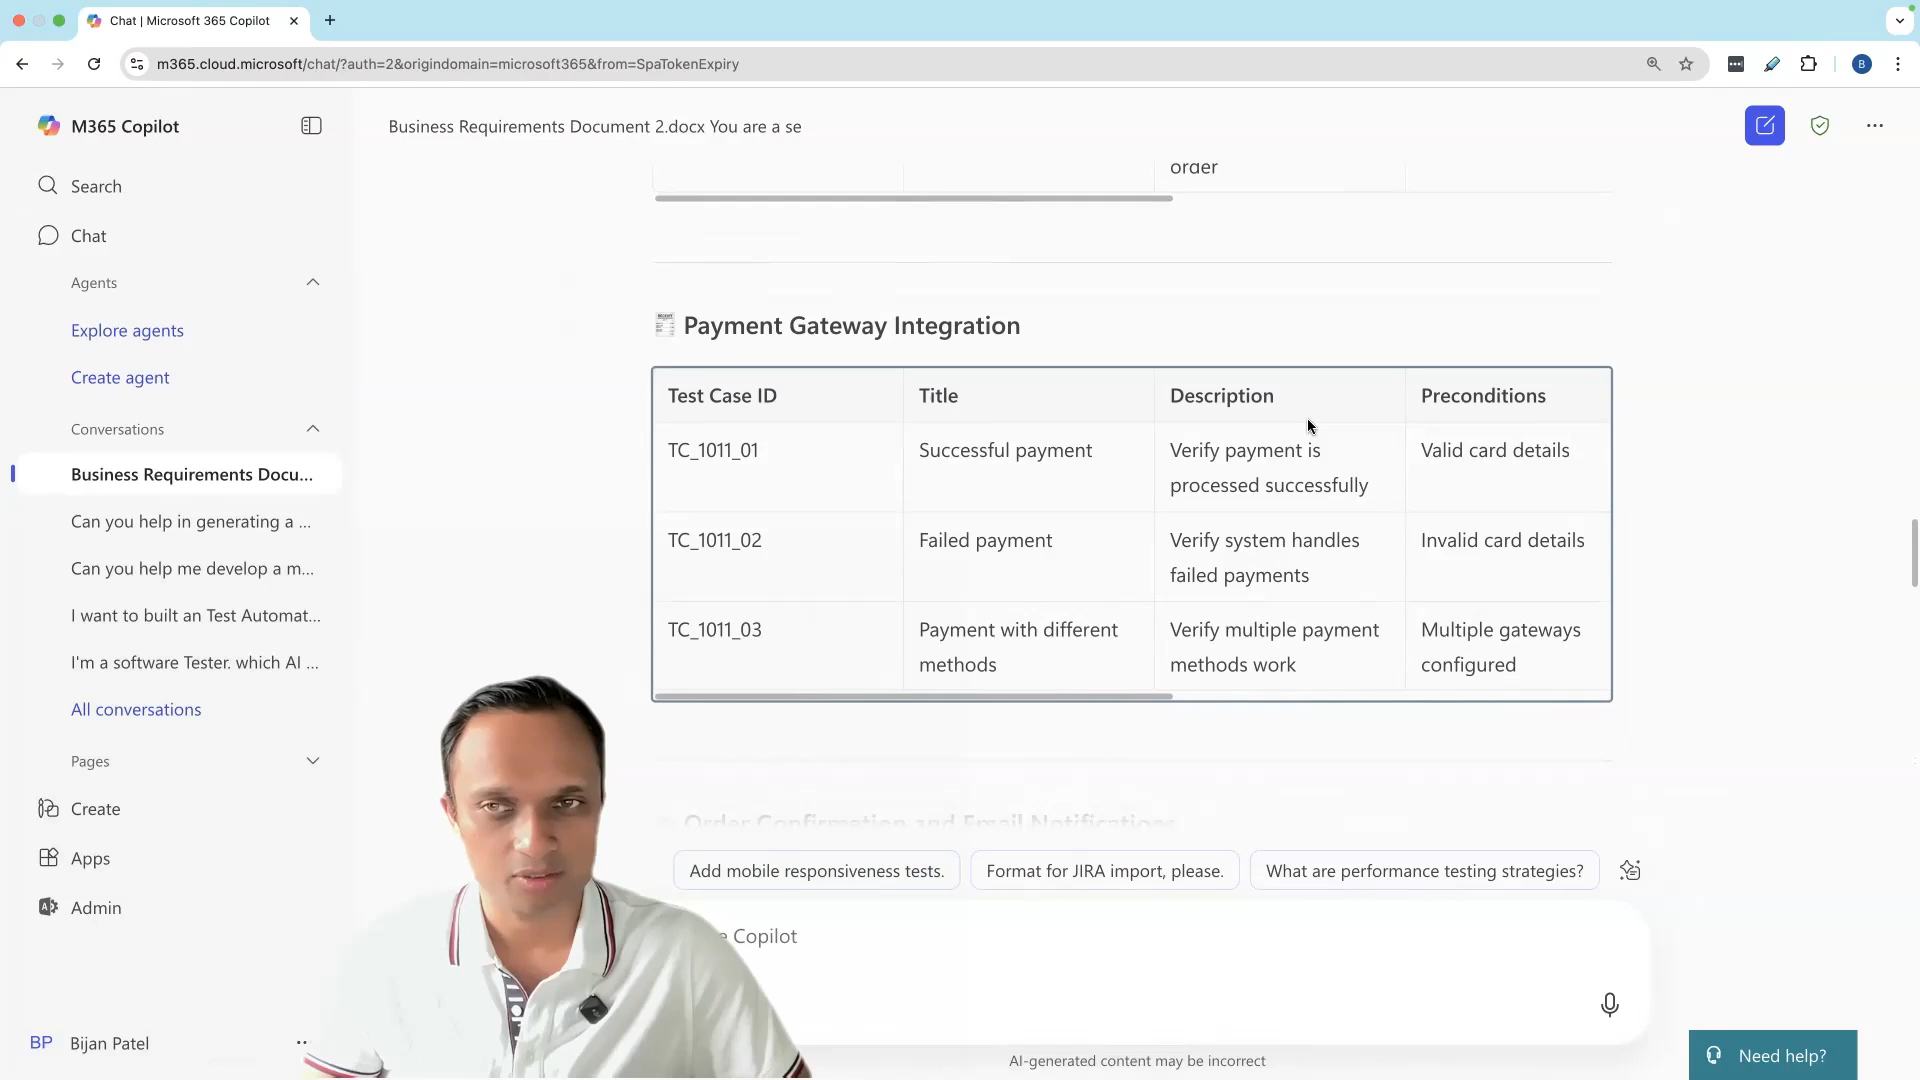 Chat | Microsoft 365 Copilot
m365.cloud.microsoft/chat/?auth=2&origindomain=microsoft365&from=SpaTokenExpiry
B
M365 Copilot
Business Requirements Document 2.docx You are a se
Search
Chat
Agents
Explore agents
Create agent
Conversations
Business Requirements Docu...
Can you help in generating a ...
Can you help me develop a m...
I want to built an Test Automat...
I'm a software Tester. which AI ...
All conversations
Pages
Create
Apps
Admin
BP Bijan Patel
order
Payment Gateway Integration
Test Case ID Title Description Preconditions
TC_1011_01 Successful payment Verify payment is Valid card details
processed successfully
TC_1011_02 Failed payment Verify system handles Invalid card details
failed payments
TC_1011_03 Payment with different Verify multiple payment Multiple gateways
methods methods work configured
Order Confirmation and Email Notifications
Add mobile responsiveness tests. Format for JIRA import, please. What are performance testing strategies?
Copilot
AI-generated content may be incorrect
Need help?